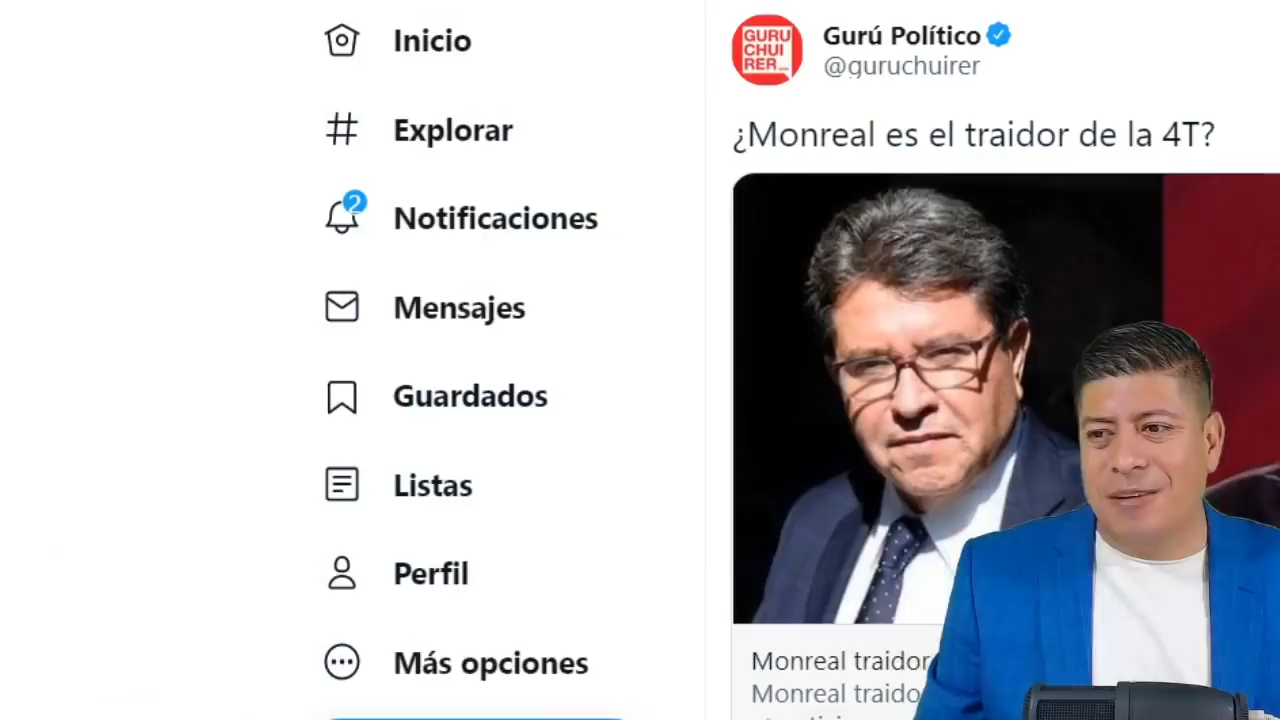 Inicio
Explorar
2
Notificaciones
Mensajes
Guardados
Listas
Perfil
Más opciones
GURU
CHUI
RER
Gurú Político
@guruchuirer
¿Monreal es el traidor de la 4T?
Monreal traidor
Monreal traido